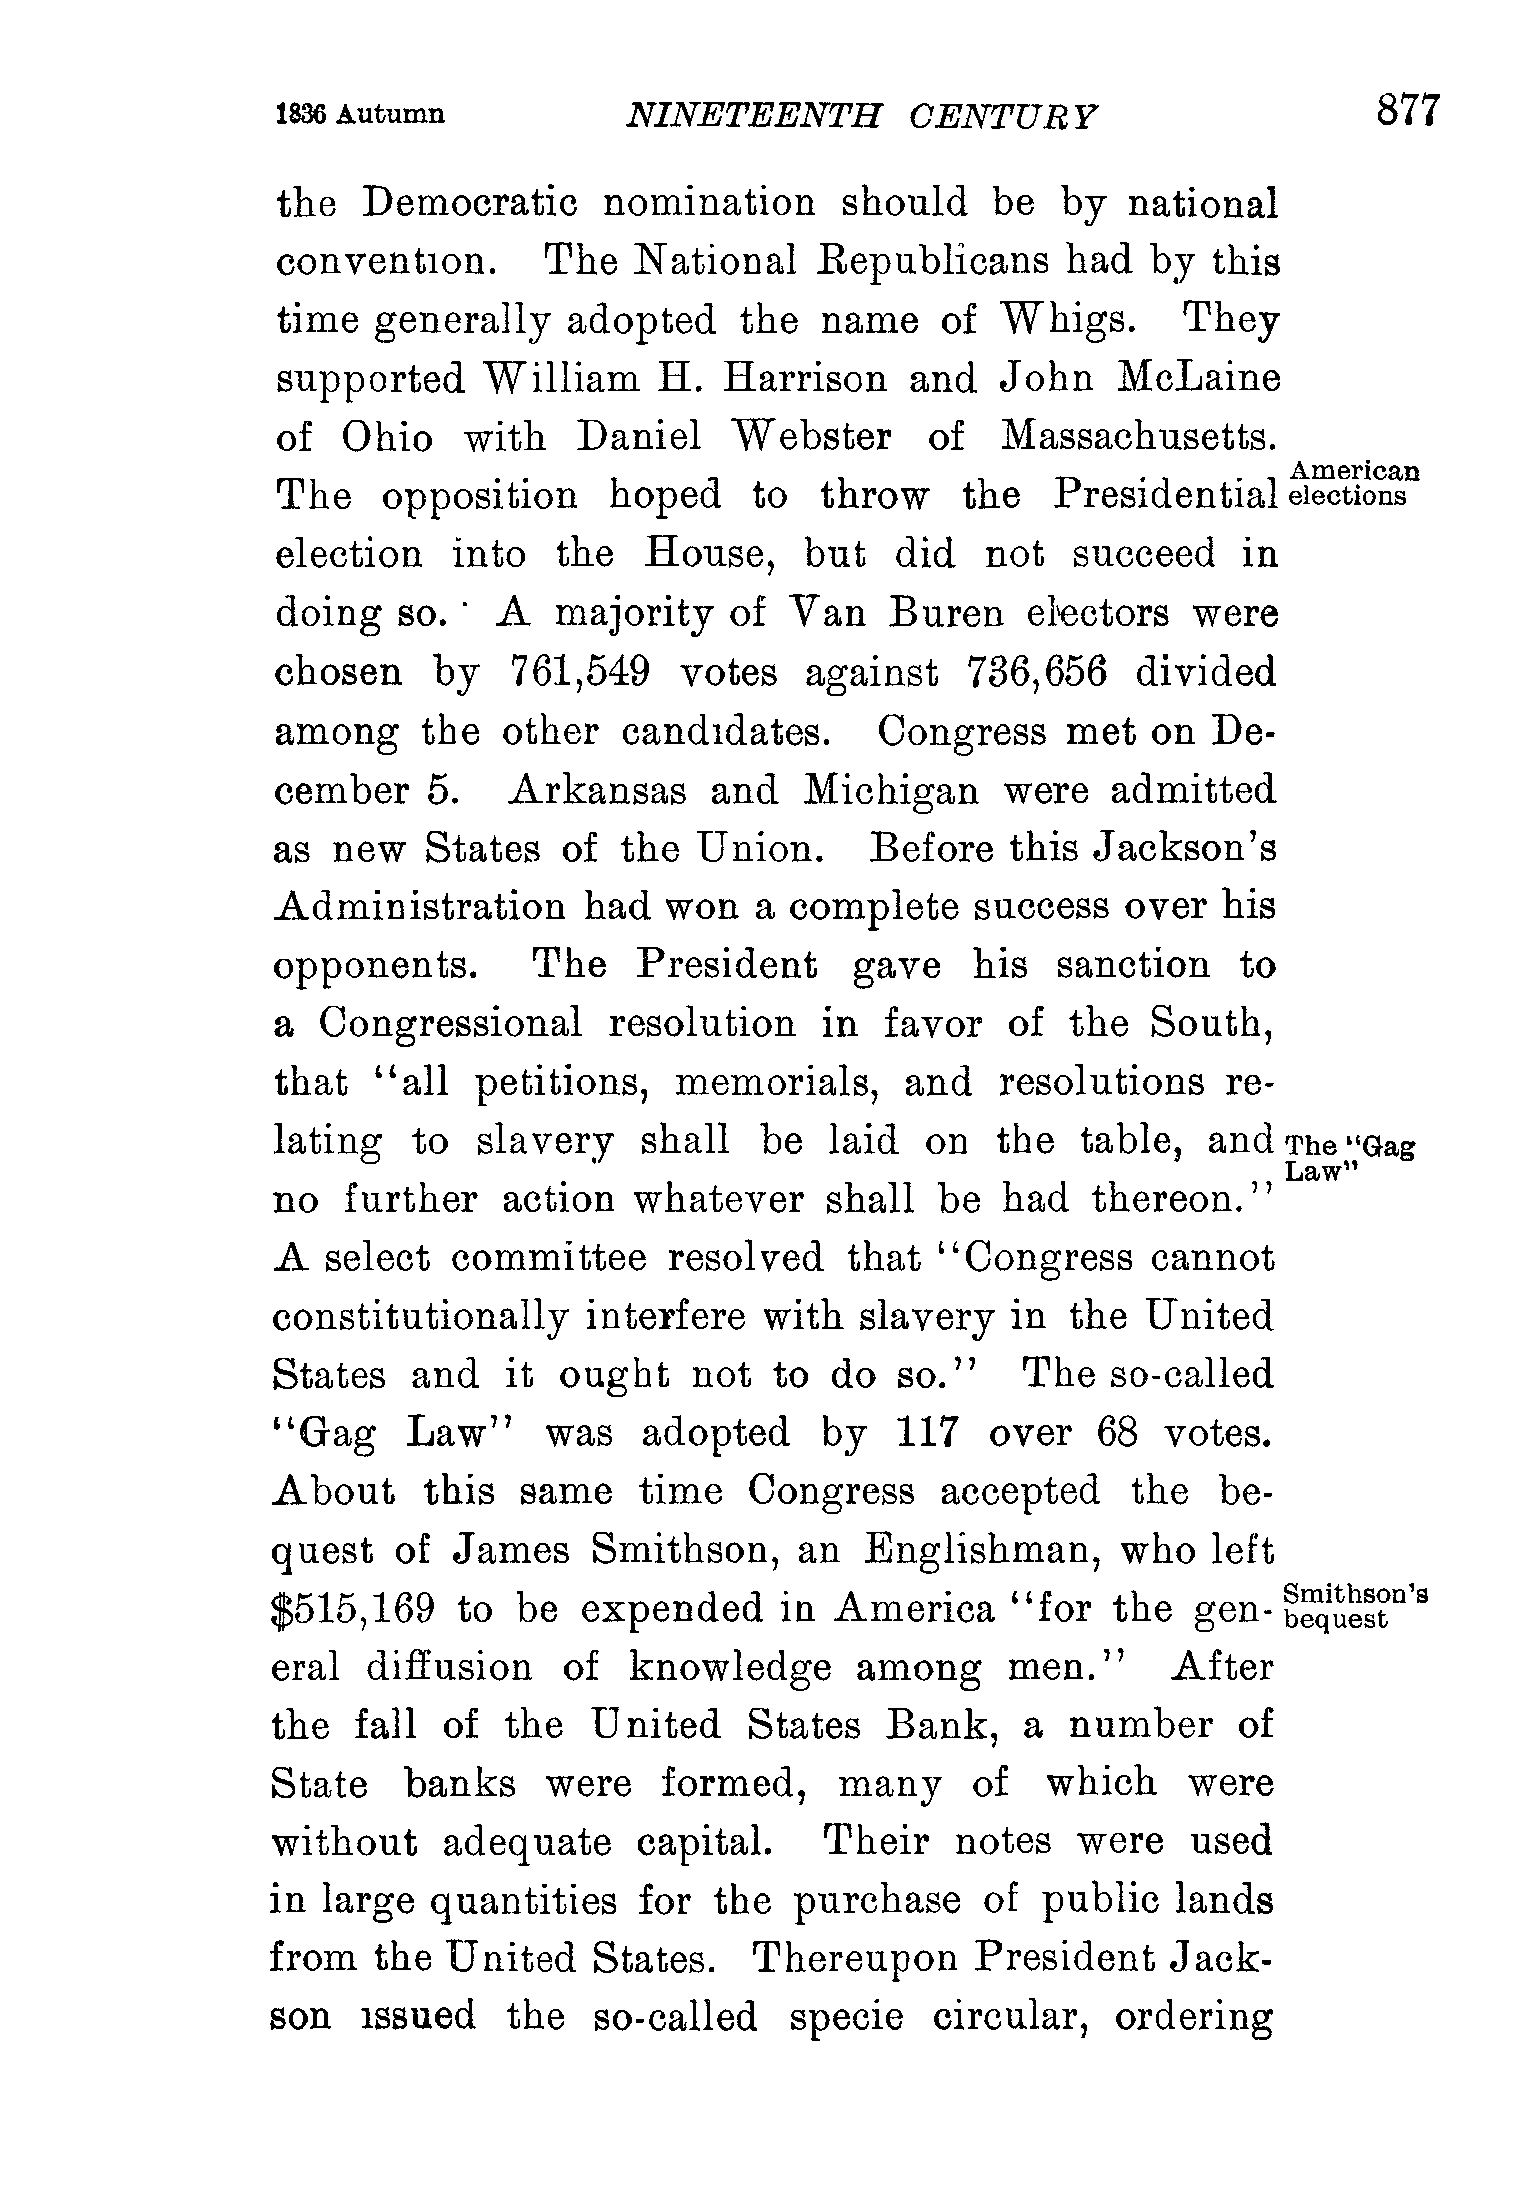 1836 Autumn NINETEENTH CENTURY 877
the Democratic nomination should be by national
convention. The National Republicans had by this
time generally adopted the name of Whigs. They
supported William H. Harrison and John McLaine
of Ohio with Daniel Webster of Massachusetts.
The opposition hoped to throw the Presidential
American
elections
election into the House, but did not succeed in
doing so. A majority of Van Buren electors were
chosen by 761,549 votes against 736,656 divided
among the other candidates. Congress met on De-
cember 5. Arkansas and Michigan were admitted
as new States of the Union. Before this Jackson's
Administration had won a complete success over his
opponents. The President gave his sanction to
a Congressional resolution in favor of the South,
that "all petitions, memorials, and resolutions re-
lating to slavery shall be laid on the table, and
The "Gag
Law"
no further action whatever shall be had thereon."
A select committee resolved that "Congress cannot
constitutionally interfere with slavery in the United
States and it ought not to do so." The so-called
"Gag Law" was adopted by 117 over 68 votes.
About this same time Congress accepted the be-
quest of James Smithson, an Englishman, who left
$515,169 to be expended in America "for the gen-
Smithson's
bequest
eral diffusion of knowledge among men." After
the fall of the United States Bank, a number of
State banks were formed, many of which were
without adequate capital. Their notes were used
in large quantities for the purchase of public lands
from the United States. Thereupon President Jack-
son issued the so-called specie circular, ordering